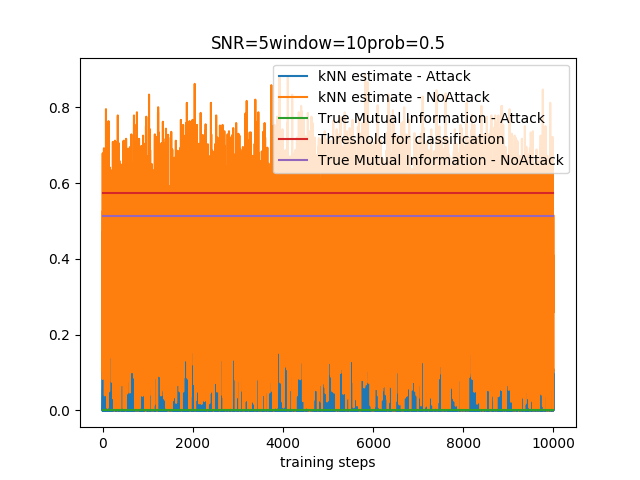 SNR=5window=10prob=0.5
kNN estimate - Attack
kNN estimate - NoAttack
True Mutual Information - Attack
Threshold for classification
True Mutual Information - NoAttack
0.8
0.6
0.4
0.2
0.0
0 2000 4000 6000 8000 10000
training steps